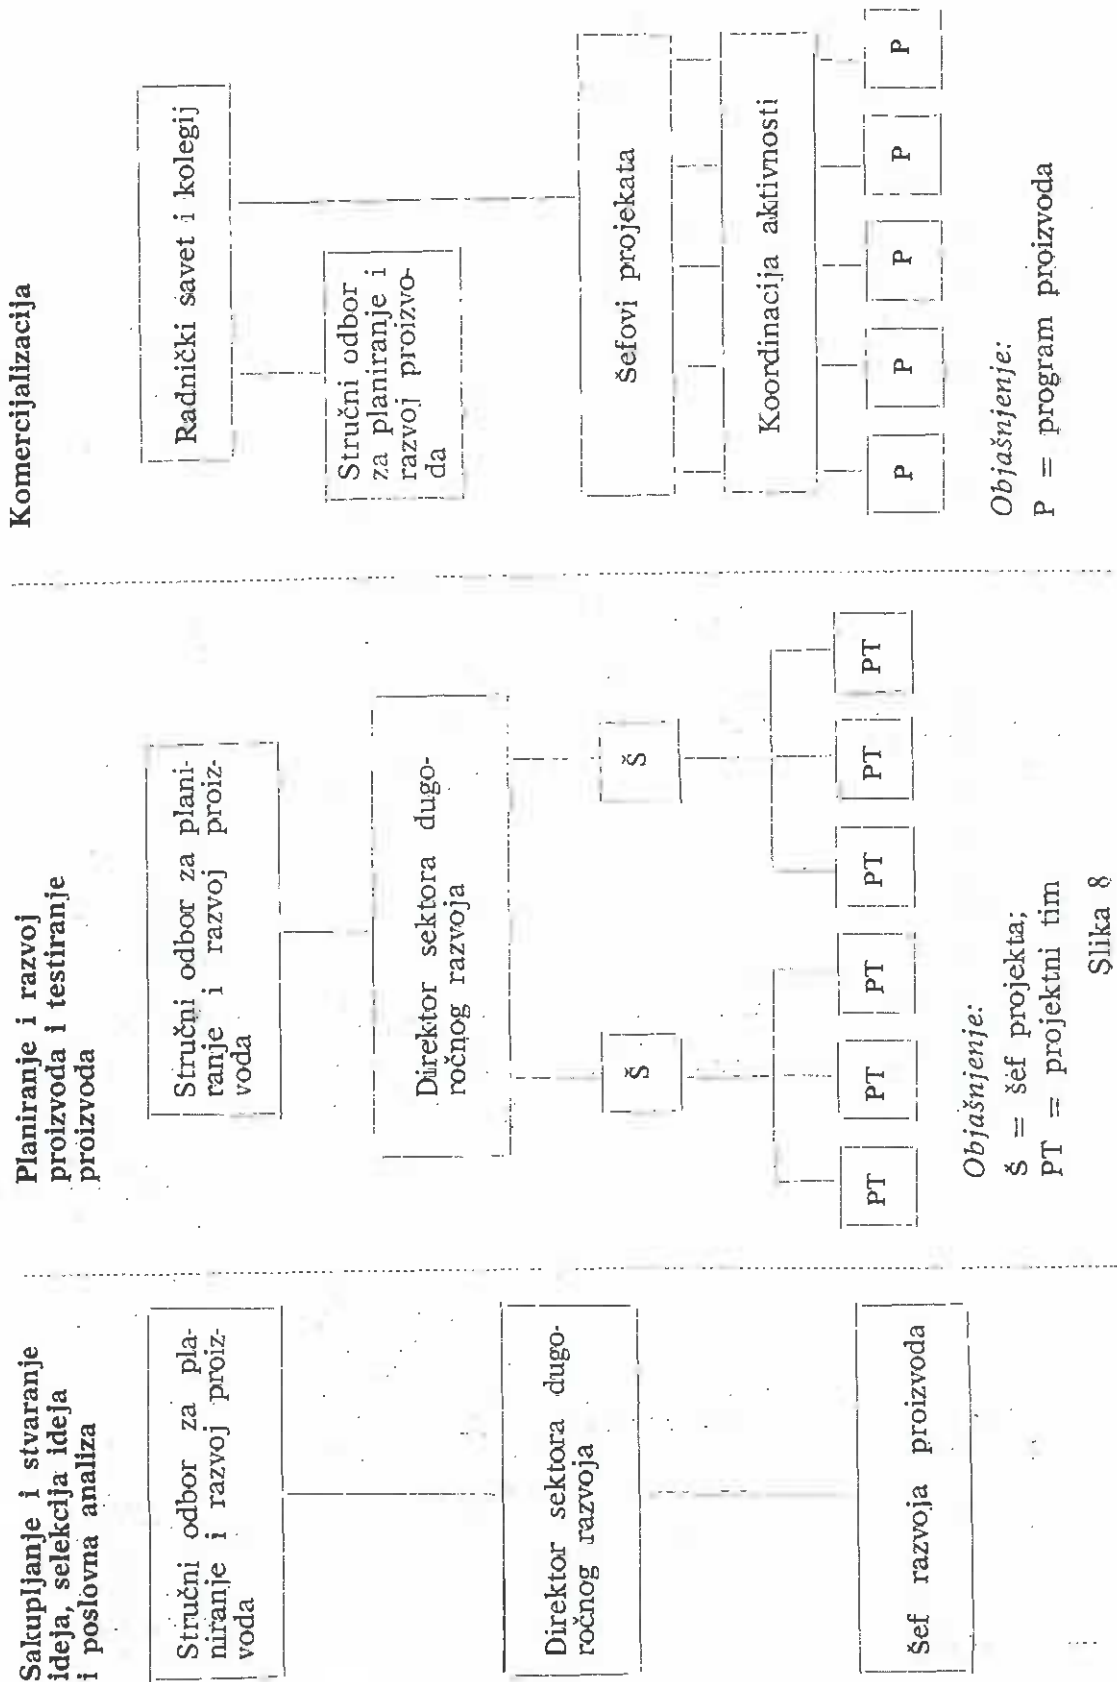 Sakupljanje i stvaranje
ideja, selekcija ideja
i poslovna analiza
Stručni odbor za pla-
niranje i razvoj proiz-
voda
Direktor sektora dugo-
ročnog razvoja
Šef razvoja proizvoda
Planiranje i razvoj
proizvoda i testiranje
proizvoda
Stručni odbor za plani-
ranje i razvoj proiz-
voda
Direktor sektora dugo-
ročnog razvoja
Š
Š
PT
PT
PT
PT
PT
PT
Objašnjenje:
Š = šef projekta;
PT = projektni tim
Komercijalizacija
Radnički savet i kolegij
Stručni odbor
za planiranje i
razvoj proizvo-
da
Šefovi projekata
Koordinacija aktivnosti
P
P
P
P
P
Objašnjenje:
P = program proizvoda
Slika 8